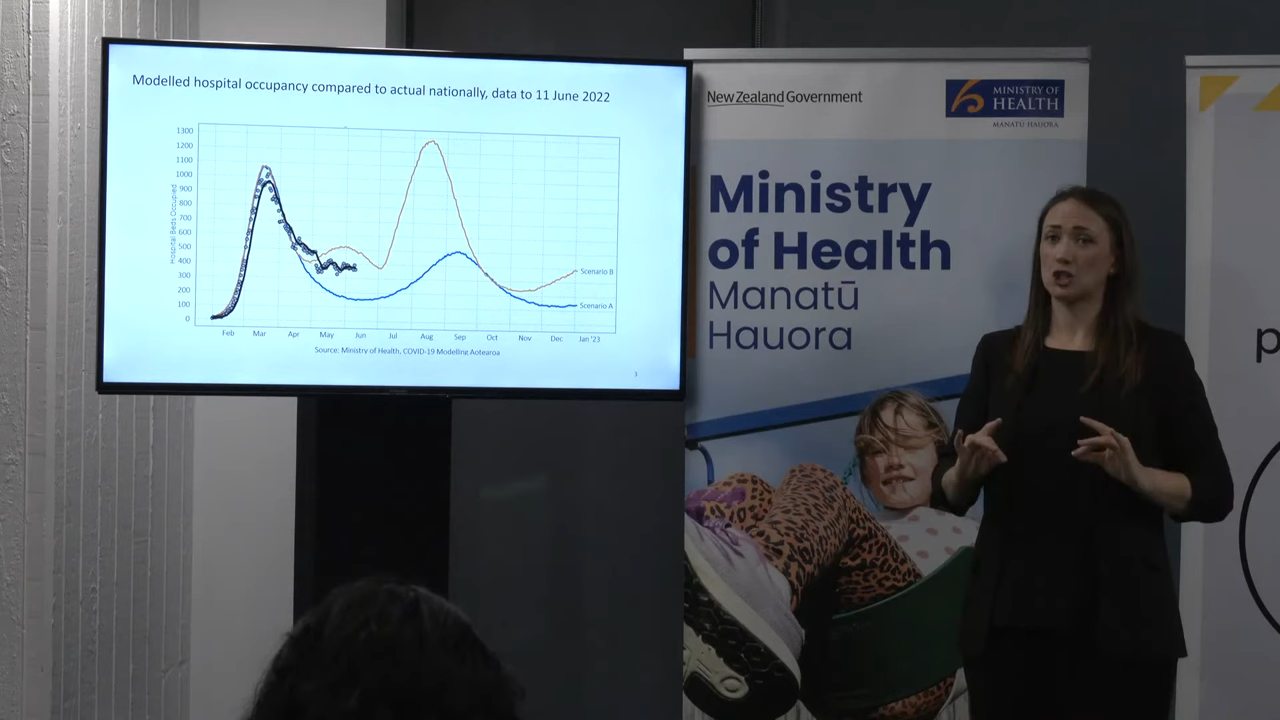 Modelled hospital occupancy compared to actual nationally, data to 11 June 2022
1300
1200
1100
1000
900
800
700
600
500
400
300
200
100
0
Hospital Beds Occupied
Scenario B
Scenario A
Feb Mar Apr May Jun Jul Aug Sep Oct Nov Dec Jan '23
Source: Ministry of Health, COVID-19 Modelling Aotearoa
3
New Zealand Government
MINISTRY OF
HEALTH
MANATŪ HAUORA
Ministry
of Health
Manatū
Hauora
p